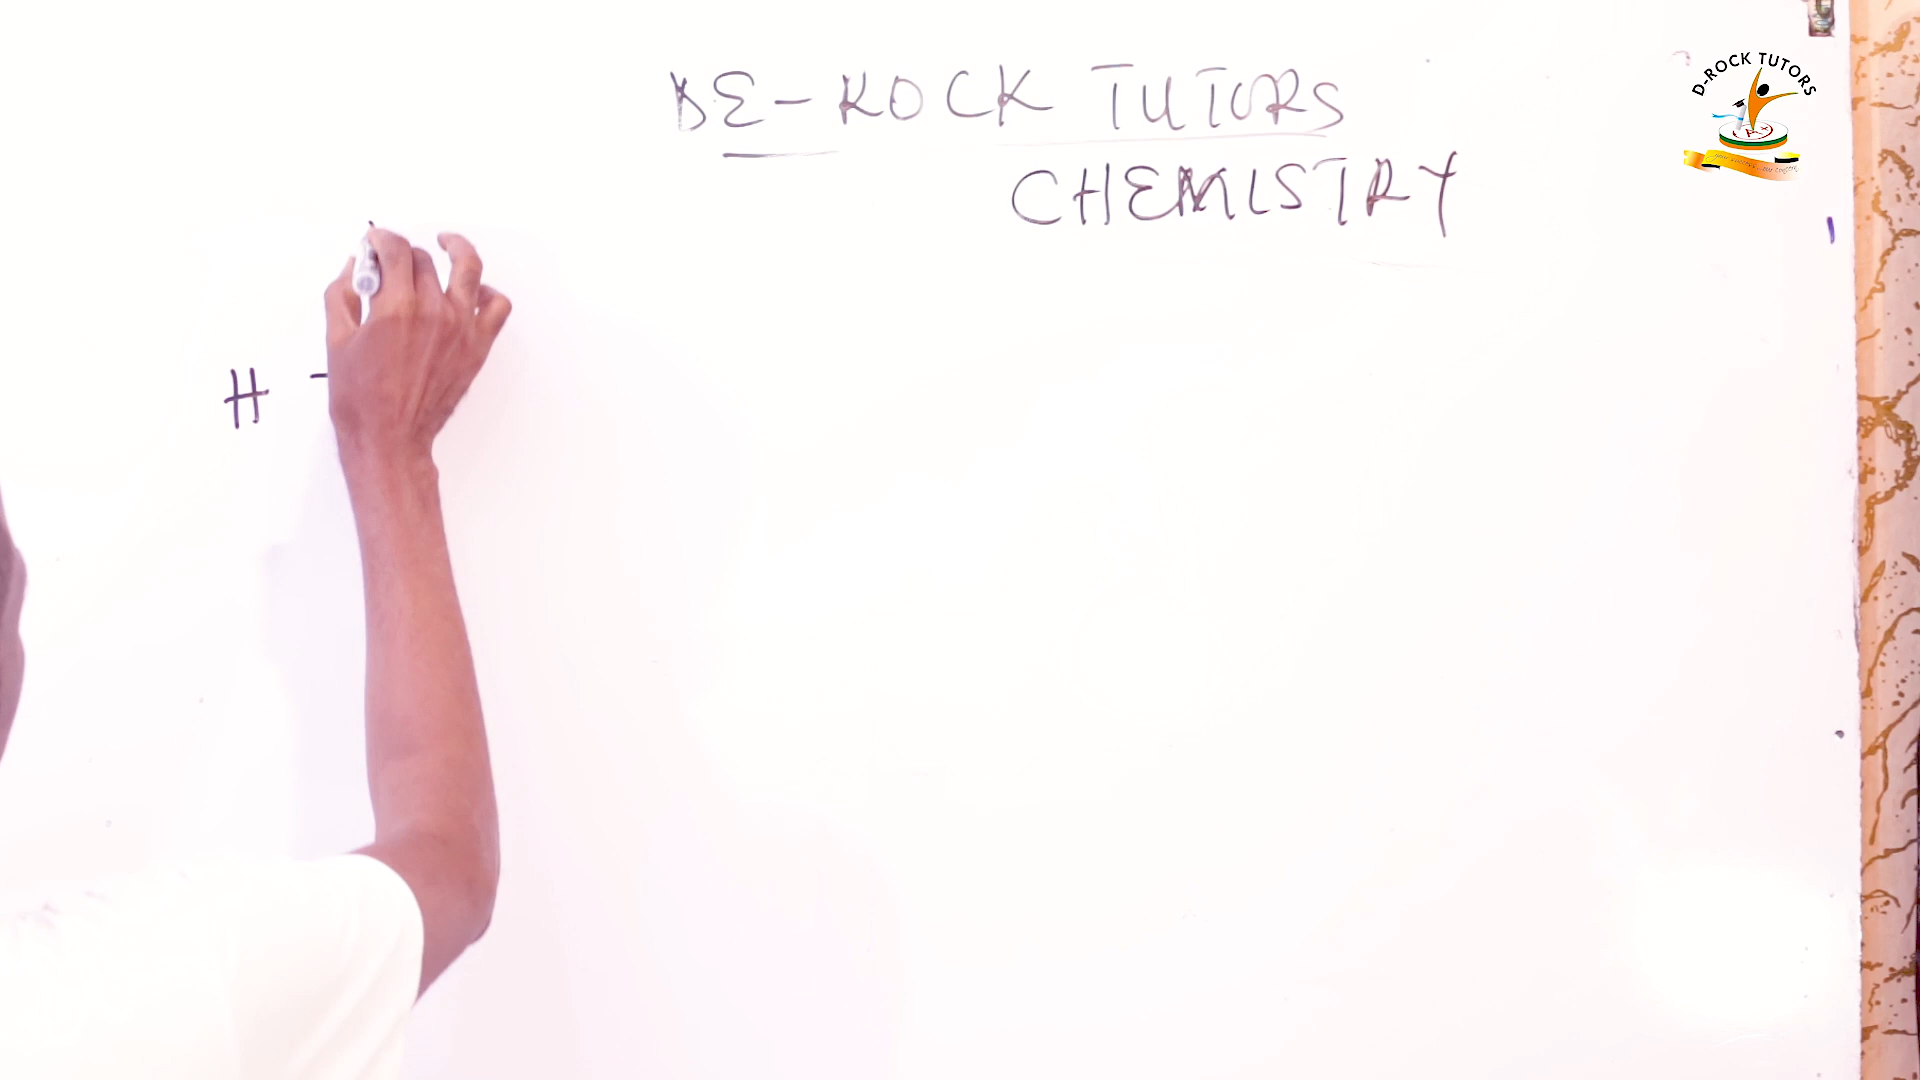 DE-ROCK TUTORS
CHEMISTRY
D-ROCK TUTORS
A+
H -